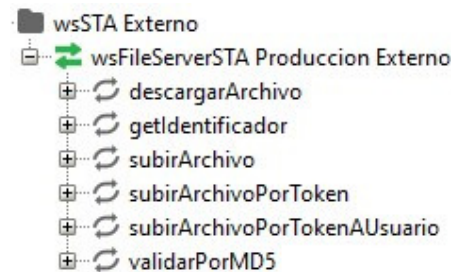 wsSTA Externo
wsFileServerSTA Produccion Externo
descargarArchivo
getIdentificador
subirArchivo
subirArchivoPorToken
subirArchivoPorTokenAUsuario
validarPorMD5